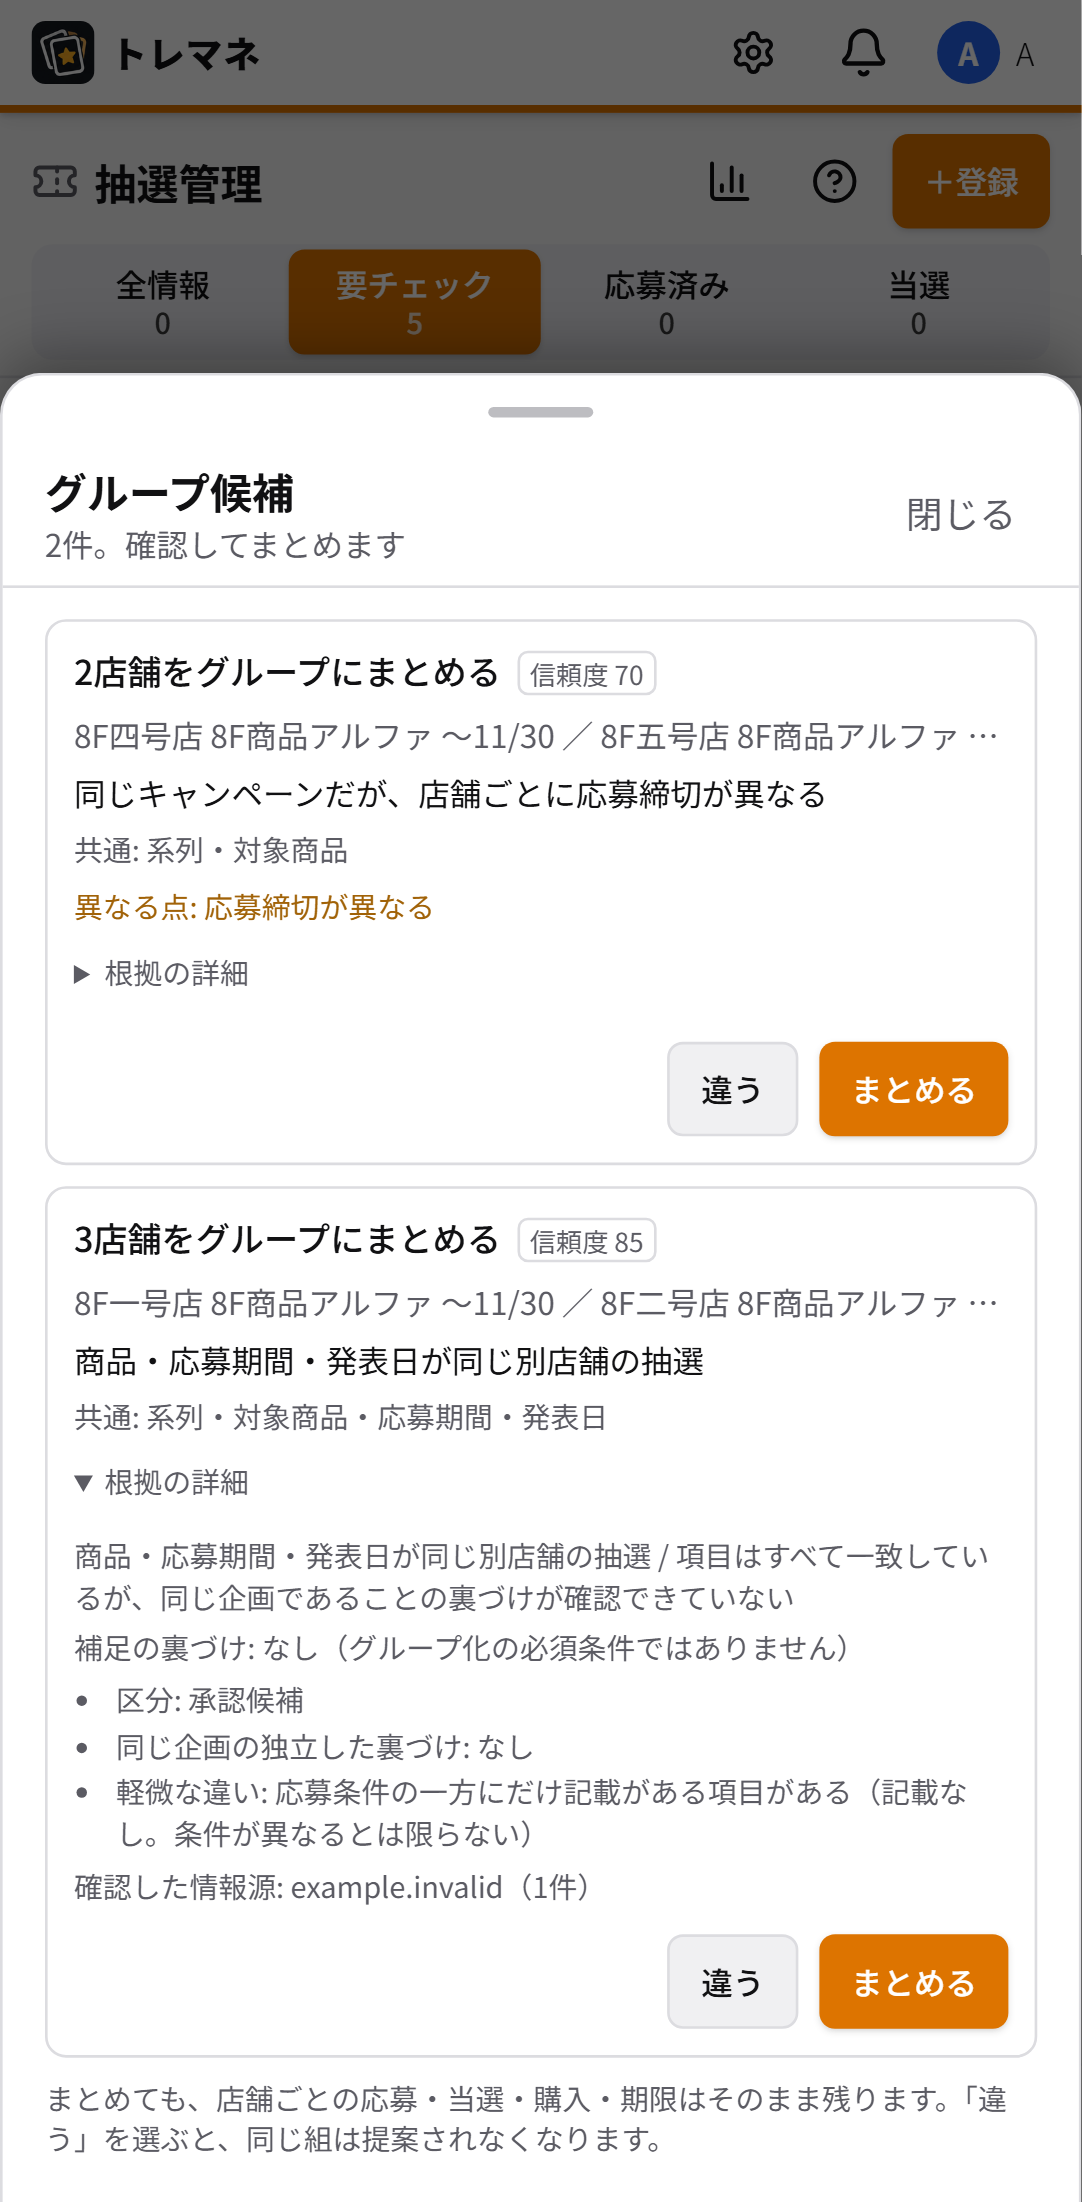 トレマネ
A A
抽選管理
＋登録
全情報
0
要チェック
5
応募済み
0
当選
0
グループ候補
2件。確認してまとめます
閉じる
2店舗をグループにまとめる 信頼度 70
8F四号店 8F商品アルファ 〜11/30 ／ 8F五号店 8F商品アルファ …
同じキャンペーンだが、店舗ごとに応募締切が異なる
共通: 系列・対象商品
異なる点: 応募締切が異なる
▶ 根拠の詳細
違う まとめる
3店舗をグループにまとめる 信頼度 85
8F一号店 8F商品アルファ 〜11/30 ／ 8F二号店 8F商品アルファ …
商品・応募期間・発表日が同じ別店舗の抽選
共通: 系列・対象商品・応募期間・発表日
▼ 根拠の詳細
商品・応募期間・発表日が同じ別店舗の抽選 / 項目はすべて一致してい
るが、同じ企画であることの裏づけが確認できていない
補足の裏づけ: なし（グループ化の必須条件ではありません）
• 区分: 承認候補
• 同じ企画の独立した裏づけ: なし
• 軽微な違い: 応募条件の一方にだけ記載がある項目がある（記載な
し。条件が異なるとは限らない）
確認した情報源: example.invalid（1件）
違う まとめる
まとめても、店舗ごとの応募・当選・購入・期限はそのまま残ります。「違
う」を選ぶと、同じ組は提案されなくなります。